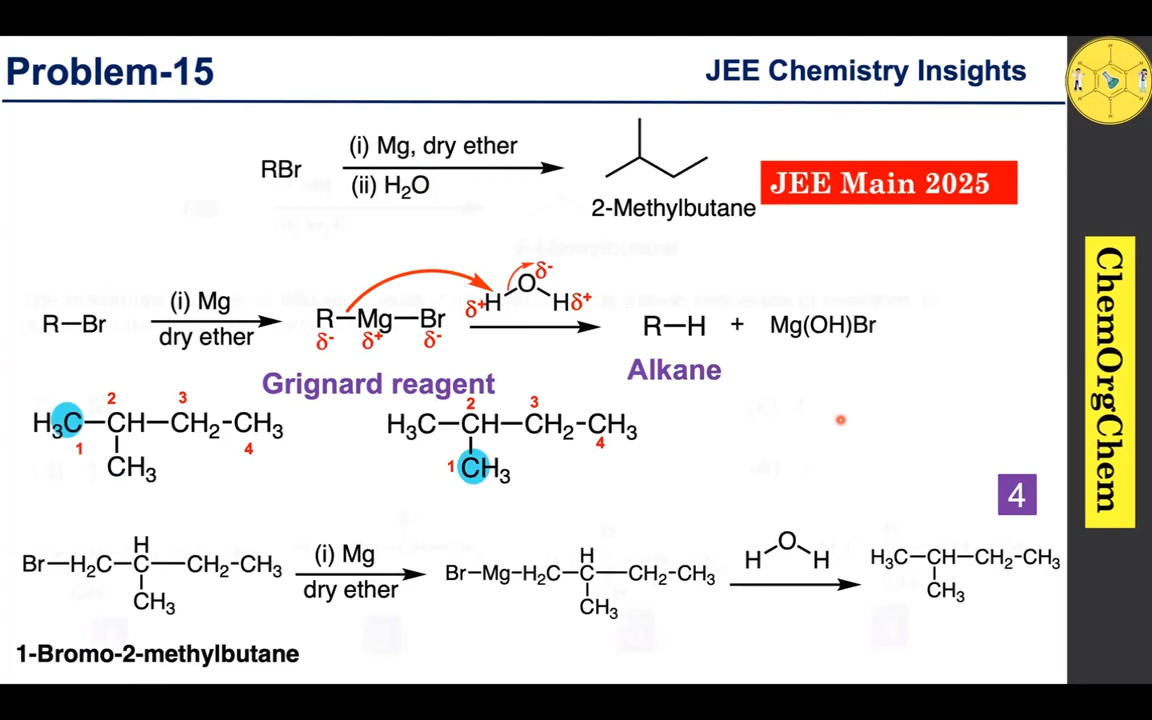 Problem-15
JEE Chemistry Insights
RBr
(i) Mg, dry ether
(ii) H₂O
2-Methylbutane
JEE Main 2025
R—Br
(i) Mg
dry ether
R—Mg—Br
δ- δ+ δ-
δ+H O δ- H δ+
R—H + Mg(OH)Br
Grignard reagent
Alkane
1 2 3 4
H₃C—CH—CH₂-CH₃
CH₃
2 3 4
H₃C—CH—CH₂-CH₃
1 CH₃
4
Br—H₂C—C—CH₂-CH₃
H
CH₃
(i) Mg
dry ether
Br—Mg—H₂C—C—CH₂-CH₃
H
CH₃
H O H
H₃C—CH—CH₂-CH₃
CH₃
1-Bromo-2-methylbutane
ChemOrgChem